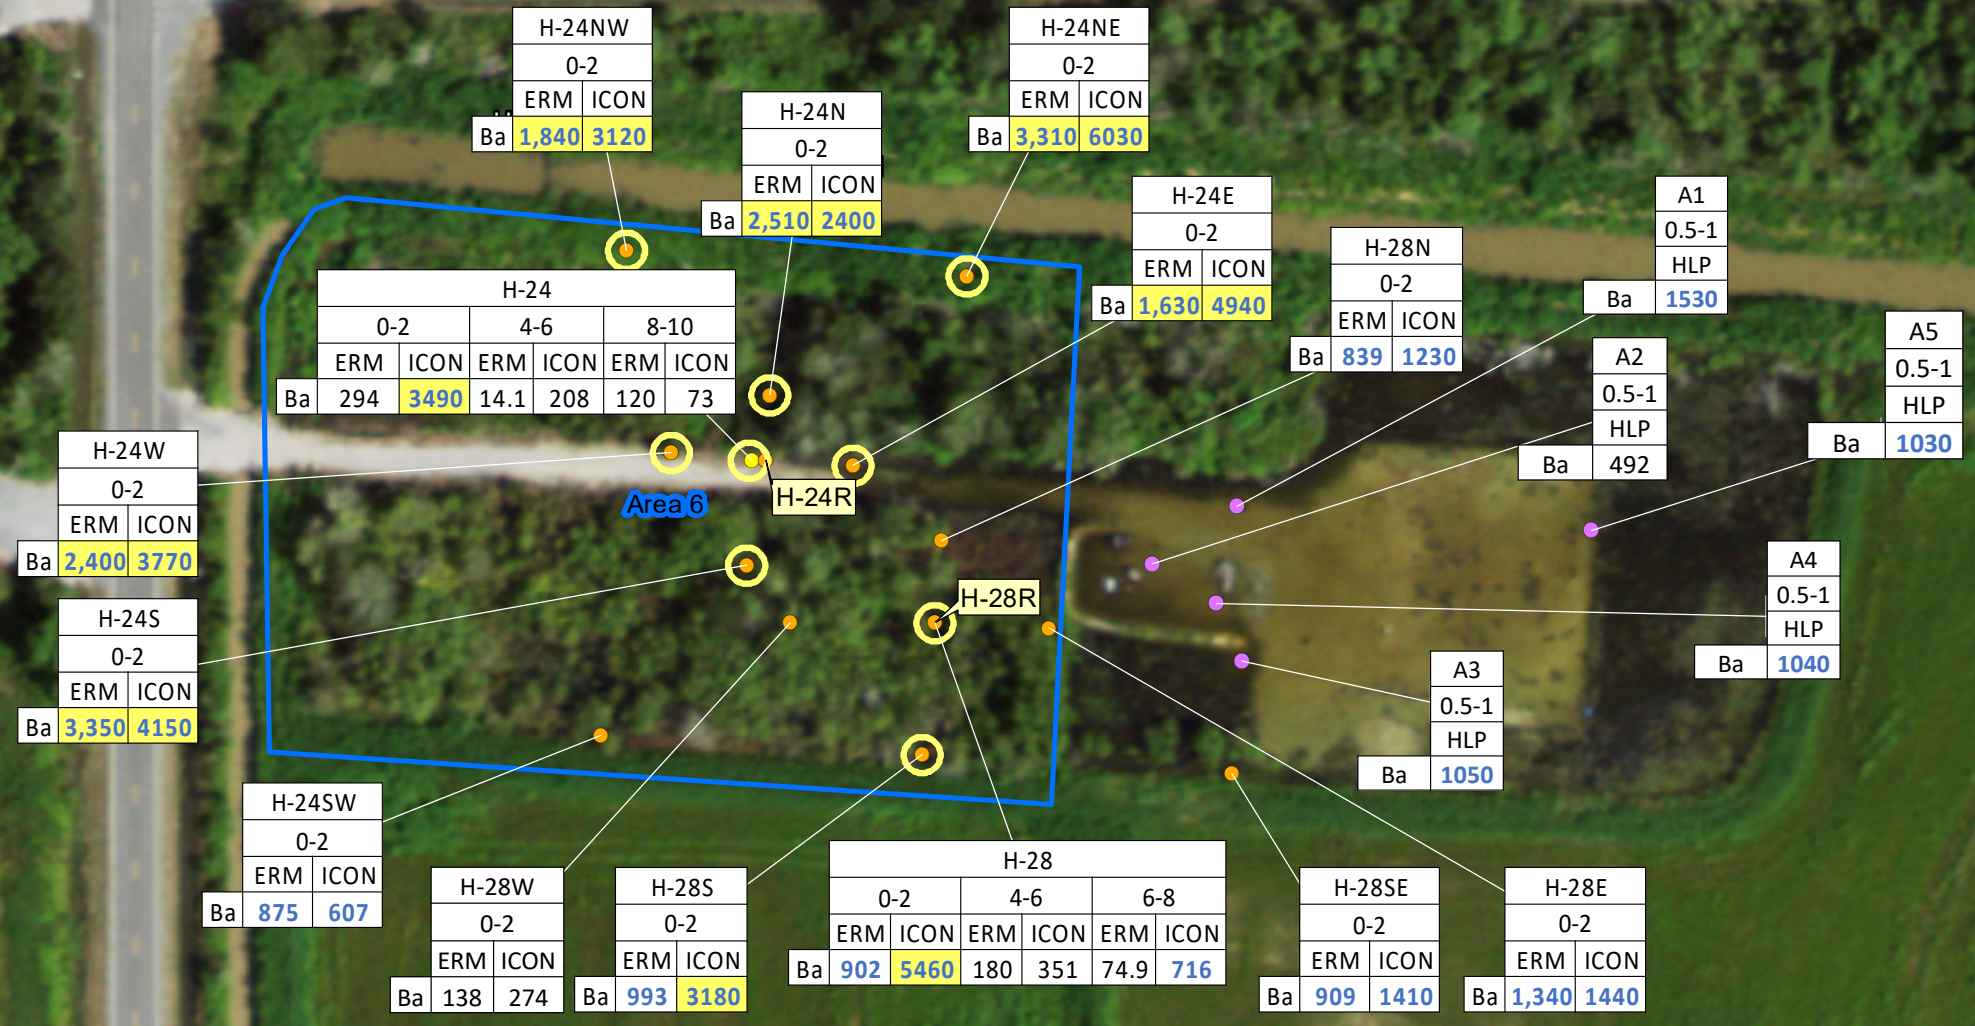 H-24NW
0-2
ERM ICON
Ba 1,840 3120
H-24N
0-2
ERM ICON
Ba 2,510 2400
H-24NE
0-2
ERM ICON
Ba 3,310 6030
H-24E
0-2
ERM ICON
Ba 1,630 4940
H-28N
0-2
ERM ICON
Ba 839 1230
A1
0.5-1
HLP
Ba 1530
A2
0.5-1
HLP
Ba 492
A5
0.5-1
HLP
Ba 1030
H-24
0-2 4-6 8-10
ERM ICON ERM ICON ERM ICON
Ba 294 3490 14.1 208 120 73
H-24W
0-2
ERM ICON
Ba 2,400 3770
Area 6
H-24R
H-24S
0-2
ERM ICON
Ba 3,350 4150
H-28R
A4
0.5-1
HLP
Ba 1040
A3
0.5-1
HLP
Ba 1050
H-24SW
0-2
ERM ICON
Ba 875 607
H-28W
0-2
ERM ICON
Ba 138 274
H-28S
0-2
ERM ICON
Ba 993 3180
H-28
0-2 4-6 6-8
ERM ICON ERM ICON ERM ICON
Ba 902 5460 180 351 74.9 716
H-28SE
0-2
ERM ICON
Ba 909 1410
H-28E
0-2
ERM ICON
Ba 1,340 1440